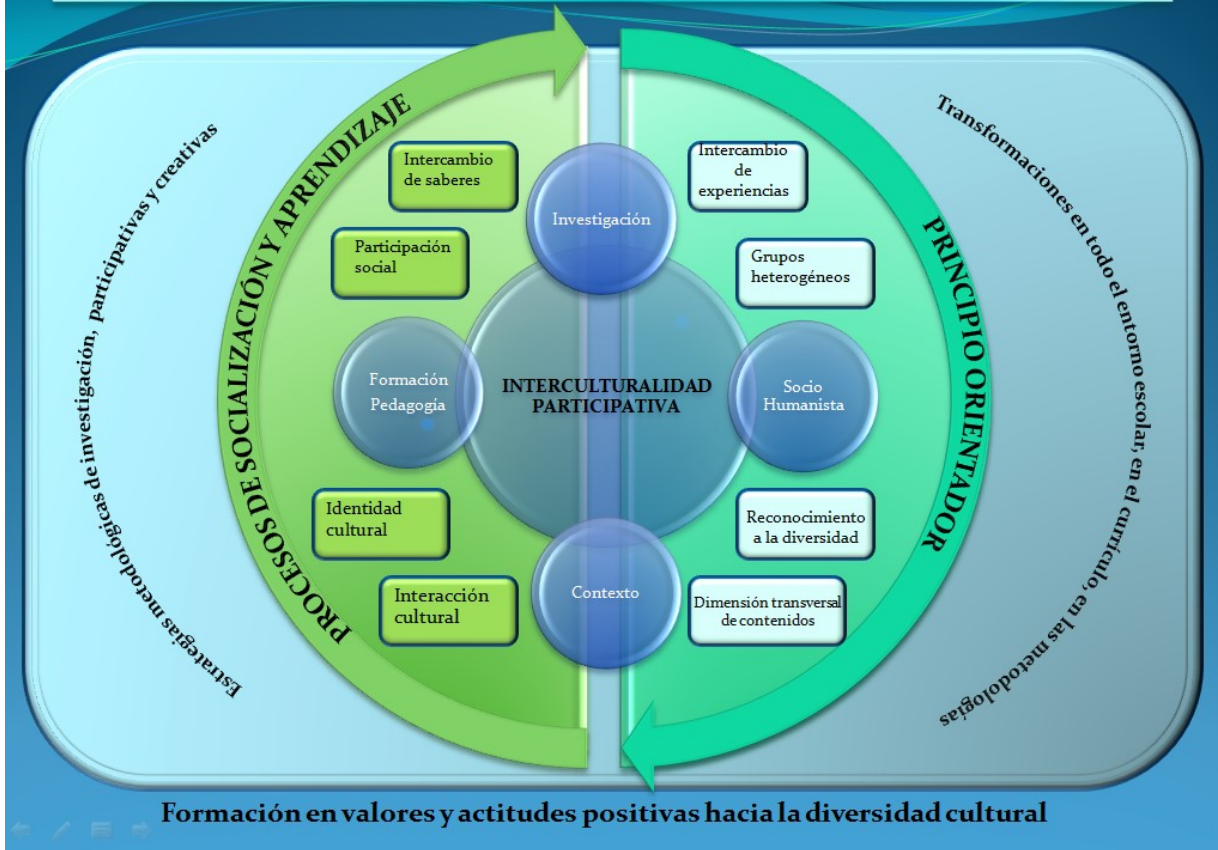 Estrategias metodológicas de investigación, participativas y creativas
PROCESOS DE SOCIALIZACIÓN Y APRENDIZAJE
Intercambio
de saberes
Participación
social
Formación
Pedagogía
Identidad
cultural
Interacción
cultural
Investigación
INTERCULTURALIDAD
PARTICIPATIVA
Contexto
Intercambio
de
experiencias
Grupos
heterogéneos
Socio
Humanista
Reconocimiento
a la diversidad
Dimensión transversal
de contenidos
PRINCIPIO ORIENTADOR
Transformaciones en todo el entorno escolar, en el currículo, en las metodologías
Formación en valores y actitudes positivas hacia la diversidad cultural